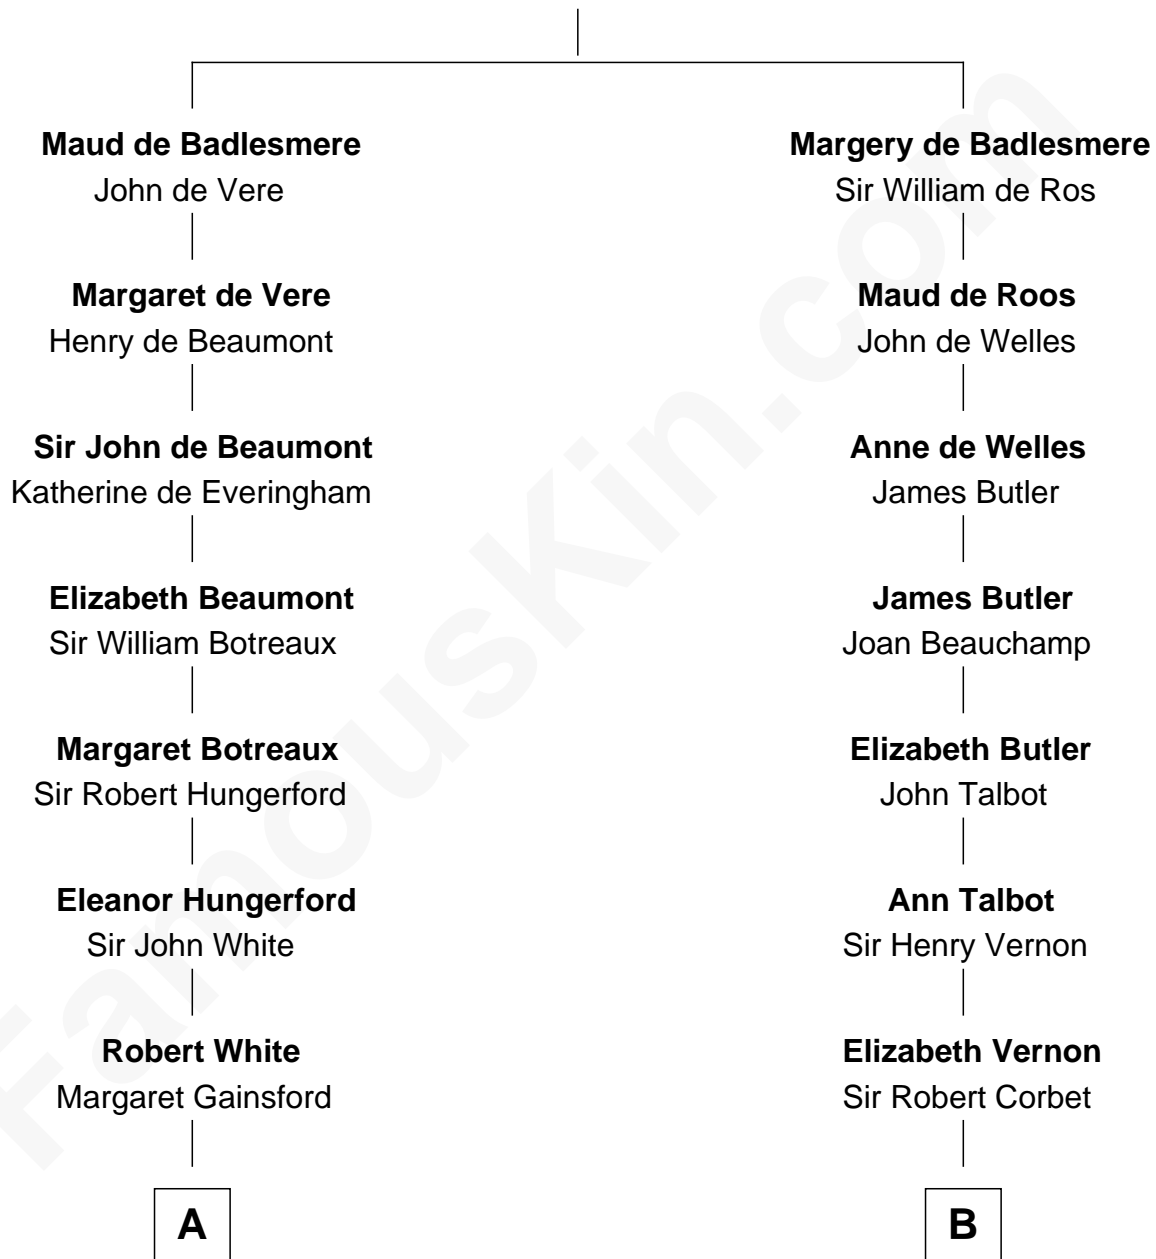 Maud de Badlesmere
John de Vere
Margaret de Vere
Henry de Beaumont
Sir John de Beaumont
Katherine de Everingham
Elizabeth Beaumont
Sir William Botreaux
Margaret Botreaux
Sir Robert Hungerford
Eleanor Hungerford
Sir John White
Robert White
Margaret Gainsford
A
Margery de Badlesmere
Sir William de Ros
Maud de Roos
John de Welles
Anne de Welles
James Butler
James Butler
Joan Beauchamp
Elizabeth Butler
John Talbot
Ann Talbot
Sir Henry Vernon
Elizabeth Vernon
Sir Robert Corbet
B
FamousKin.com